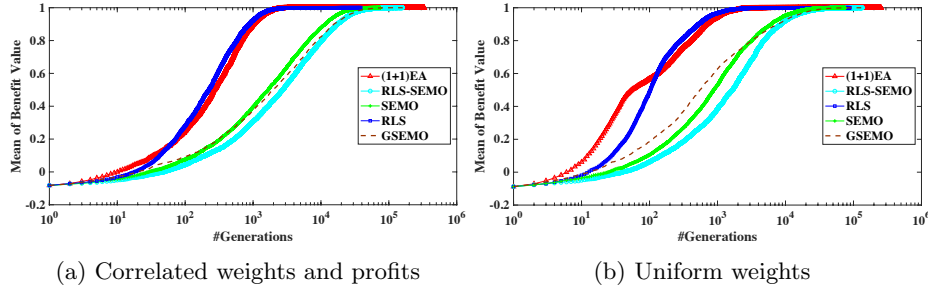 1
0.8
0.6
0.4
0.2
0
-0.2
Mean of Benefit Value
10^0 10^1 10^2 10^3 10^4 10^5 10^6
#Generations
(1+1)EA
RLS-SEMO
RLS
SEMO
GSEMO
(a) Correlated weights and profits
1
0.8
0.6
0.4
0.2
0
-0.2
Mean of Benefit Value
10^0 10^1 10^2 10^3 10^4 10^5 10^6
#Generations
(1+1)EA
RLS-SEMO
RLS
SEMO
GSEMO
(b) Uniform weights